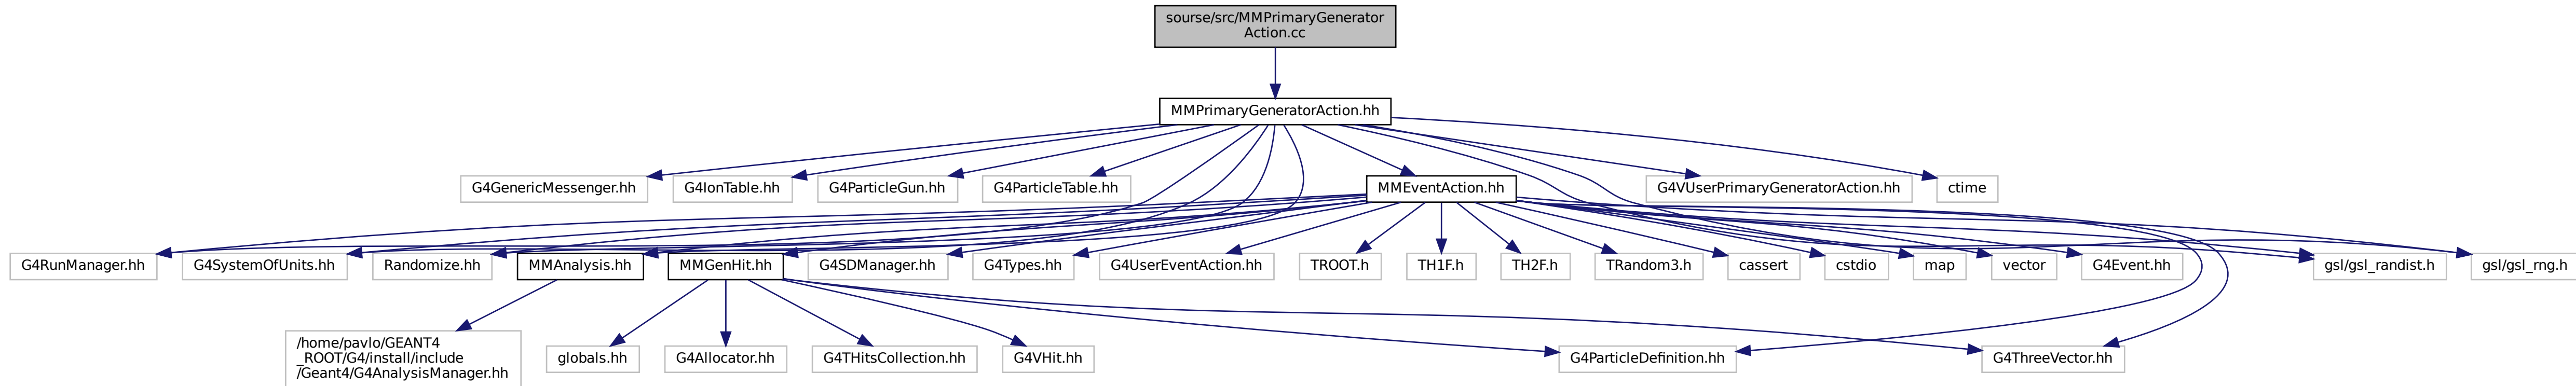 sourse/src/MMPrimaryGenerator
Action.cc
MMPrimaryGeneratorAction.hh
G4GenericMessenger.hh
G4IonTable.hh
G4ParticleGun.hh
G4ParticleTable.hh
MMEventAction.hh
G4VUserPrimaryGeneratorAction.hh
ctime
G4RunManager.hh
G4SystemOfUnits.hh
Randomize.hh
MMAnalysis.hh
MMGenHit.hh
G4SDManager.hh
G4Types.hh
G4UserEventAction.hh
TROOT.h
TH1F.h
TH2F.h
TRandom3.h
cassert
cstdio
map
vector
G4Event.hh
gsl/gsl_randist.h
gsl/gsl_rng.h
/home/pavlo/GEANT4
_ROOT/G4/install/include
/Geant4/G4AnalysisManager.hh
globals.hh
G4Allocator.hh
G4THitsCollection.hh
G4VHit.hh
G4ParticleDefinition.hh
G4ThreeVector.hh